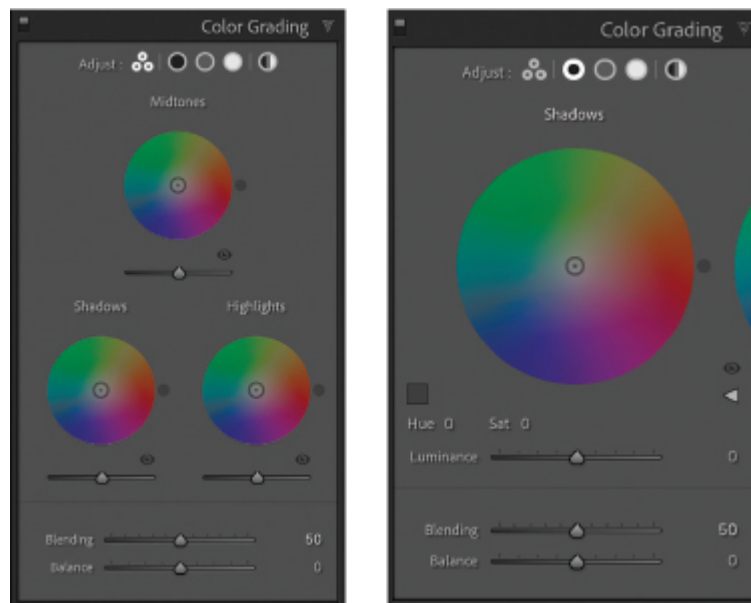 Color Grading
Adjust :
Midtones
Shadows Highlights
Blending 50
Balance 0
Color Grading
Adjust :
Shadows
Hue 0 Sat 0
Luminance 0
Blending 50
Balance 0